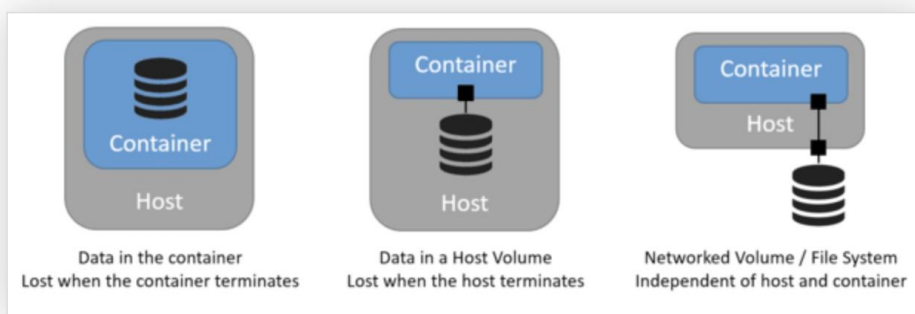 Container
Host
Data in the container
Lost when the container terminates
Container
Host
Data in a Host Volume
Lost when the host terminates
Container
Host
Networked Volume / File System
Independent of host and container